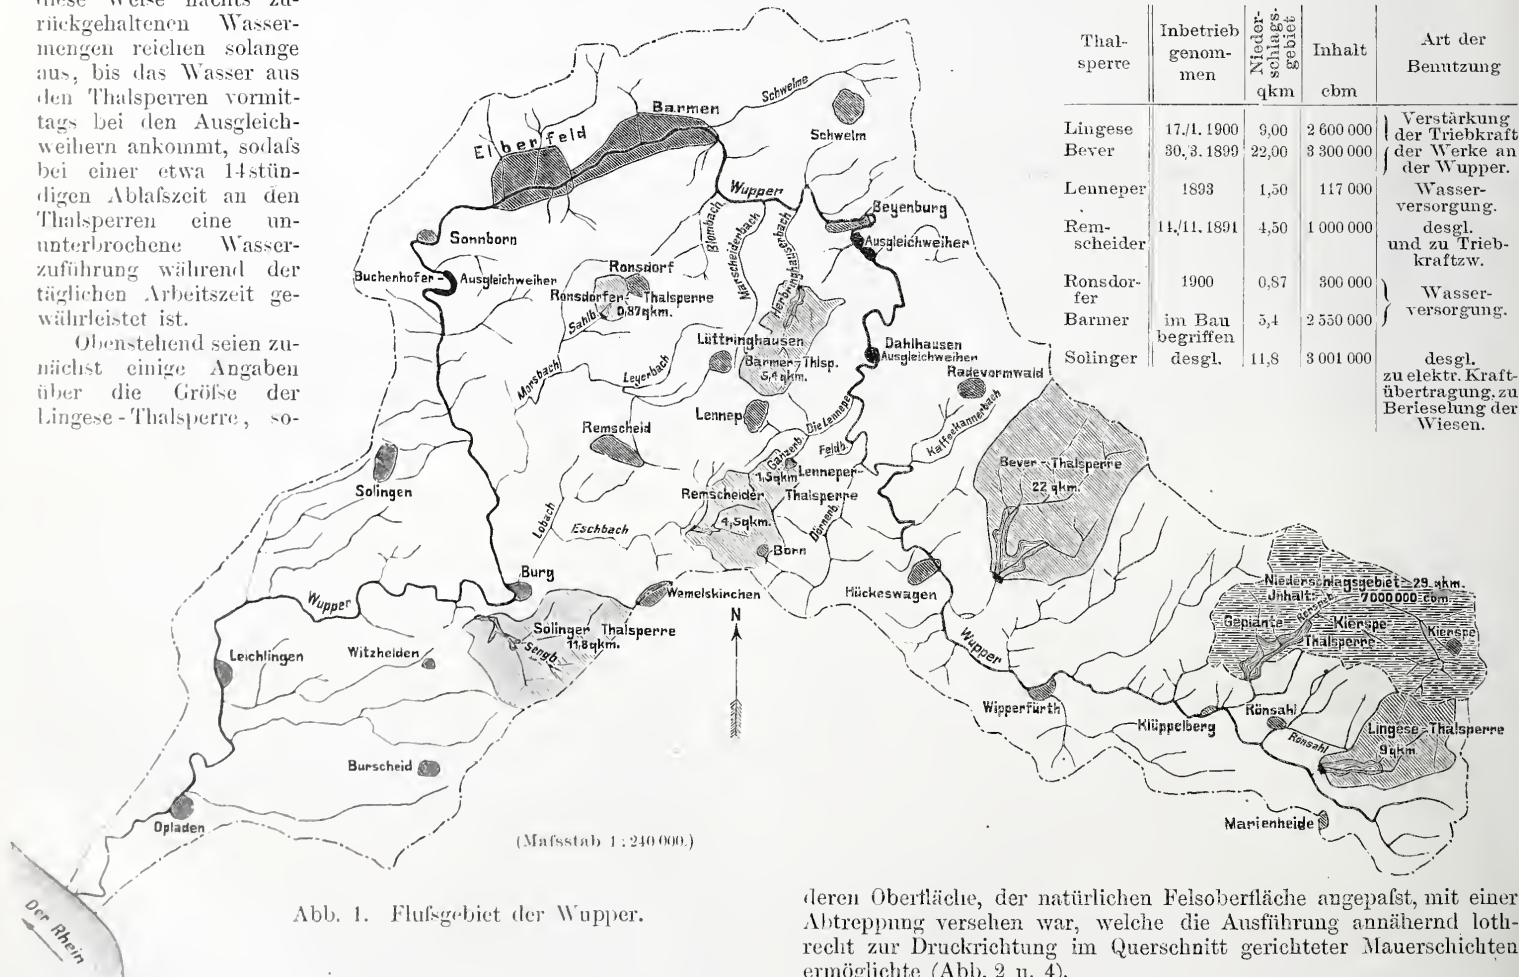 diese Weise nachts zu-
rückgehaltenen Wasser-
mengen reichen solange
aus, bis das Wasser aus
den Thalsperren vormit-
tags bei den Ausgleich-
weihern ankommt, sodafs
bei einer etwa 14stün-
digen Ablafszeit an den
Thalsperren eine un-
unterbrochene Wasser-
zuführung während der
täglichen Arbeitszeit ge-
währleistet ist.
Obenstehend seien zu-
nächst einige Angaben
über die Gröfse der
Lingese-Thalsperre, so-
Thal-
sperre
Inbetrieb
genom-
men
Nieder-
schlags-
gebiet
qkm
Inhalt
cbm
Art der
Benutzung
Lingese 17./1. 1900 9,00 2 600 000
Bever 30./3. 1899 22,00 3 300 000
Verstärkung
der Triebkraft
der Werke an
der Wupper.
Lenneper 1893 1,50 117 000 Wasser-
versorgung.
Rem-
scheider 14./11. 1891 4,50 1 000 000 desgl.
und zu Trieb-
kraftzw.
Ronsdor-
fer 1900 0,87 300 000
Barmer im Bau
begriffen 5,4 2 550 000
Wasser-
versorgung.
Solinger desgl. 11,8 3 001 000 desgl.
zu elektr. Kraft-
übertragung, zu
Berieselung der
Wiesen.
Schwelme
Barmen
Schwelm
Elberfeld
Wupper
Beyenburg
Ausgleichweiher
Sonnborn
Blombach
Marscheiderbach
Herbringhauserbach
Buchenhofer-
Ausgleichweiher
Ronsdorf
Ronsdorfer-
Thalsperre
0,87qkm.
Sahlb.
Lüttringhausen
Barmer-Thlsp.
5,4 qkm.
Dahlhausen
Ausgleichweiher
Radevormwald
Morsbach
Leyerbach
Lennep
Die Lennepe
Kaffeekannerbach
Remscheid
Ganzerb.
Feldb.
Lenneper-
Thalsperre
1,5qkm
Bever-Thalsperre
22 qkm.
Solingen
Remscheider
4,5qkm.
Lobach
Eschbach
Dörnerb.
Born
Burg
Wemelskirchen
Hückeswagen
Niederschlagsgebiet=29 qkm.
Jnhalt: 7000000 cbm.
Geplante Kierspe-
Thalsperre
Kierspe
Wupper
N
Solinger Thalsperre
11,8qkm.
Sengb.
Leichlingen
Witzhelden
Wupper
Wipperfürth
Rönsahl
Klüppelberg
Rönsahl
Lingese-Thalsperre
9qkm
Burscheid
Opladen
Marienheide
Der Rhein
(Mafsstab 1 : 240 000.)
Abb. 1. Flufsgebiet der Wupper.
deren Oberfläche, der natürlichen Felsoberfläche angepafst, mit einer
Abtreppung versehen war, welche die Ausführung annähernd loth-
recht zur Druckrichtung im Querschnitt gerichteter Mauerschichten
ermöglichte (Abb. 2 u. 4).